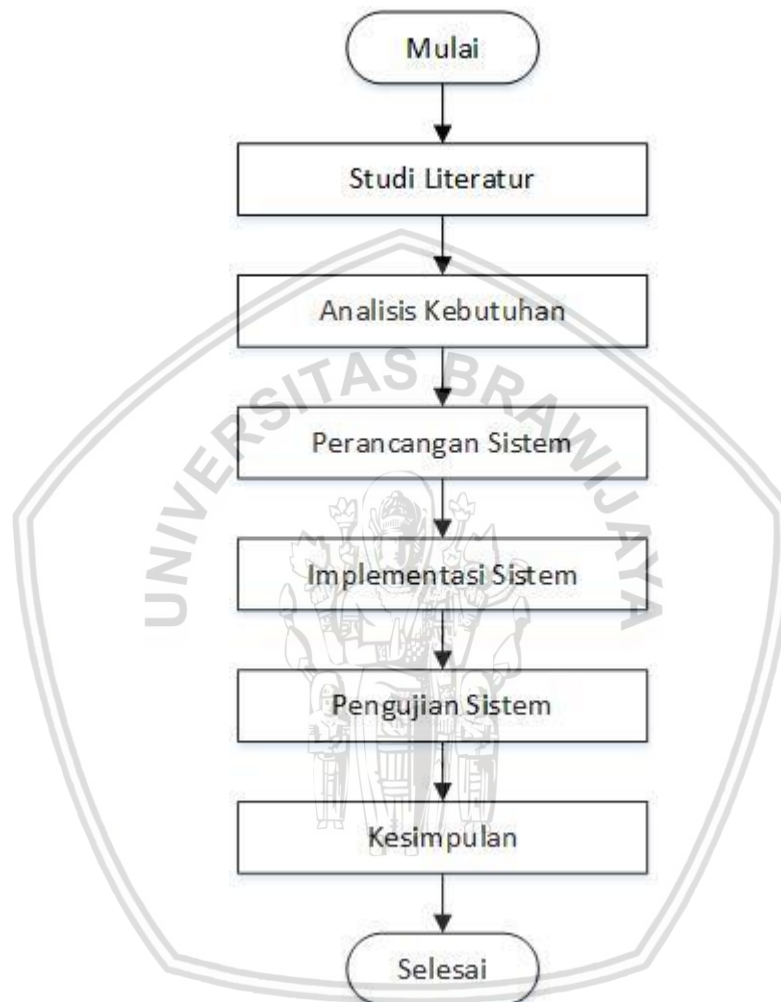 Mulai
Studi Literatur
Analisis Kebutuhan
UNIVERSITAS BRAWIJAYA
Perancangan Sistem
Implementasi Sistem
Pengujian Sistem
Kesimpulan
Selesai